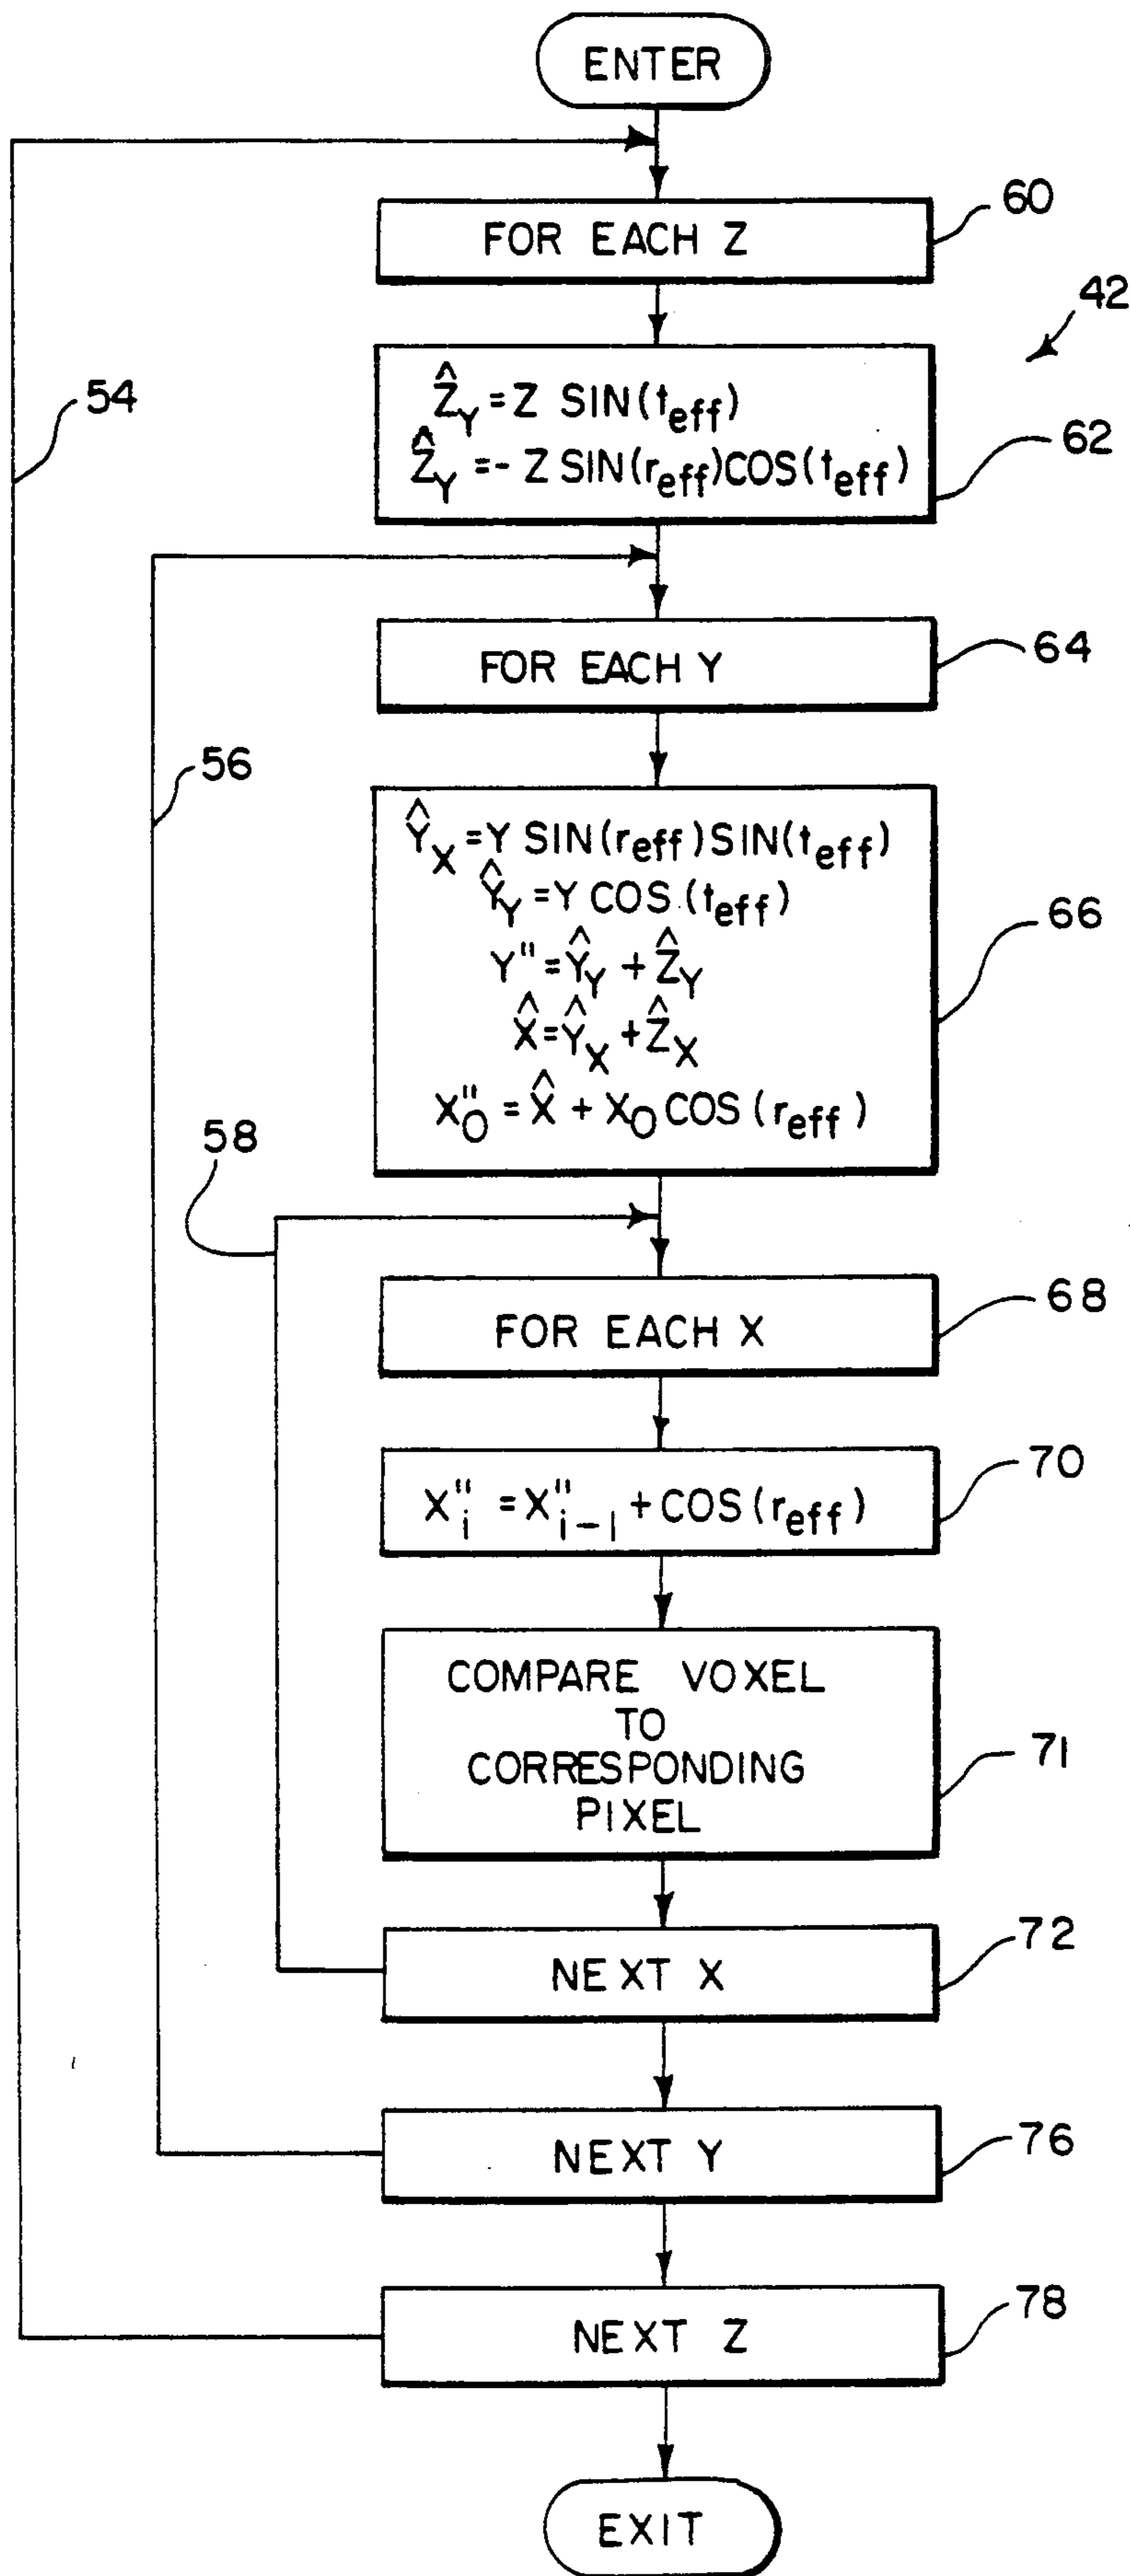 ENTER
FOR EACH Z
60
42
54
Ẑ_Y = Z SIN(t_eff)
Ẑ_Y = - Z SIN(r_eff)COS(t_eff)
62
FOR EACH Y
64
56
Ŷ_X = Y SIN(r_eff)SIN(t_eff)
Ŷ_Y = Y COS (t_eff)
Y" = Ŷ_Y + Ẑ_Y
X̂ = Ŷ_X + Ẑ_X
X"_0 = X̂ + X_0 COS (r_eff)
66
58
FOR EACH X
68
X"_i = X"_i-1 + COS (r_eff)
70
COMPARE VOXEL
TO
CORRESPONDING
PIXEL
71
NEXT X
72
NEXT Y
76
NEXT Z
78
EXIT